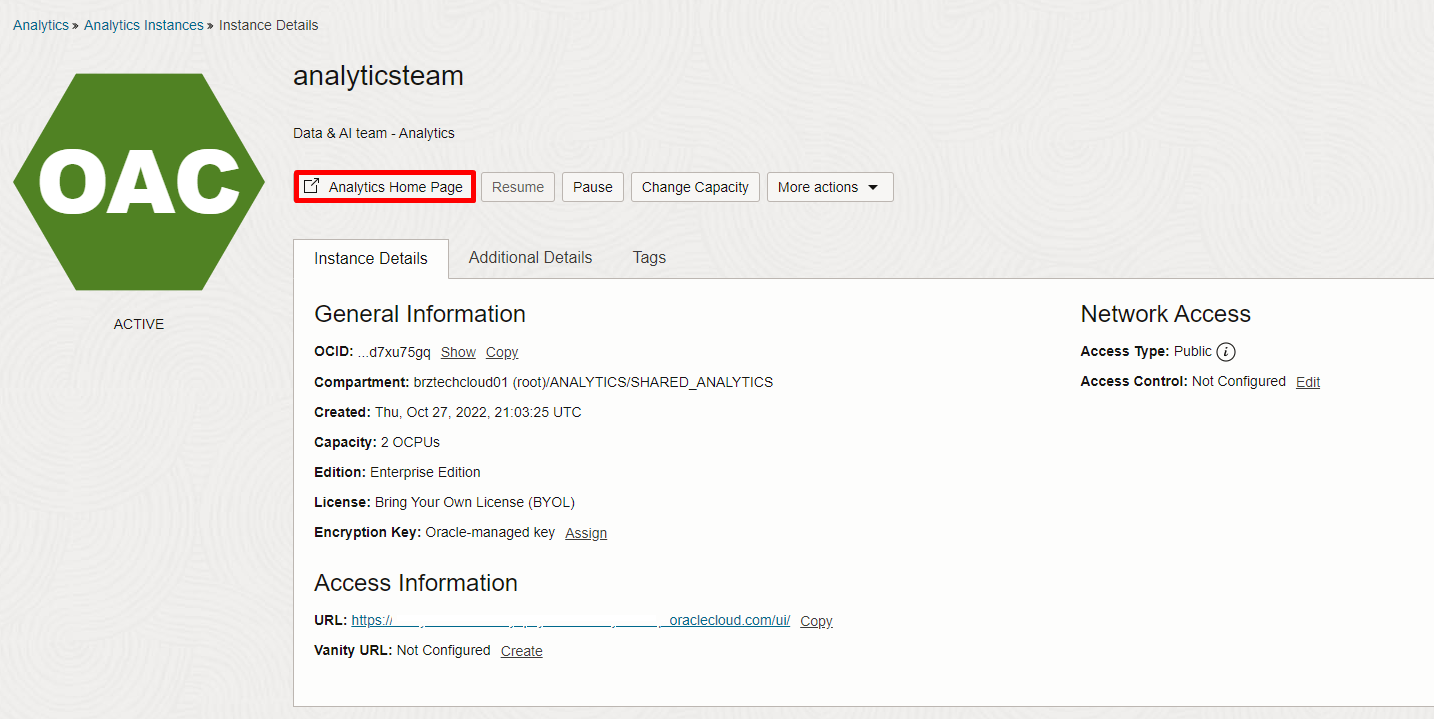 Analytics » Analytics Instances » Instance Details
OAC
ACTIVE
analyticsteam
Data & AI team - Analytics
Analytics Home Page Resume Pause Change Capacity More actions
Instance Details Additional Details Tags
General Information
OCID: ...d7xu75gq Show Copy
Compartment: brztechcloud01 (root)/ANALYTICS/SHARED_ANALYTICS
Created: Thu, Oct 27, 2022, 21:03:25 UTC
Capacity: 2 OCPUs
Edition: Enterprise Edition
License: Bring Your Own License (BYOL)
Encryption Key: Oracle-managed key Assign
Access Information
URL: https:// oraclecloud.com/ui/ Copy
Vanity URL: Not Configured Create
Network Access
Access Type: Public i
Access Control: Not Configured Edit